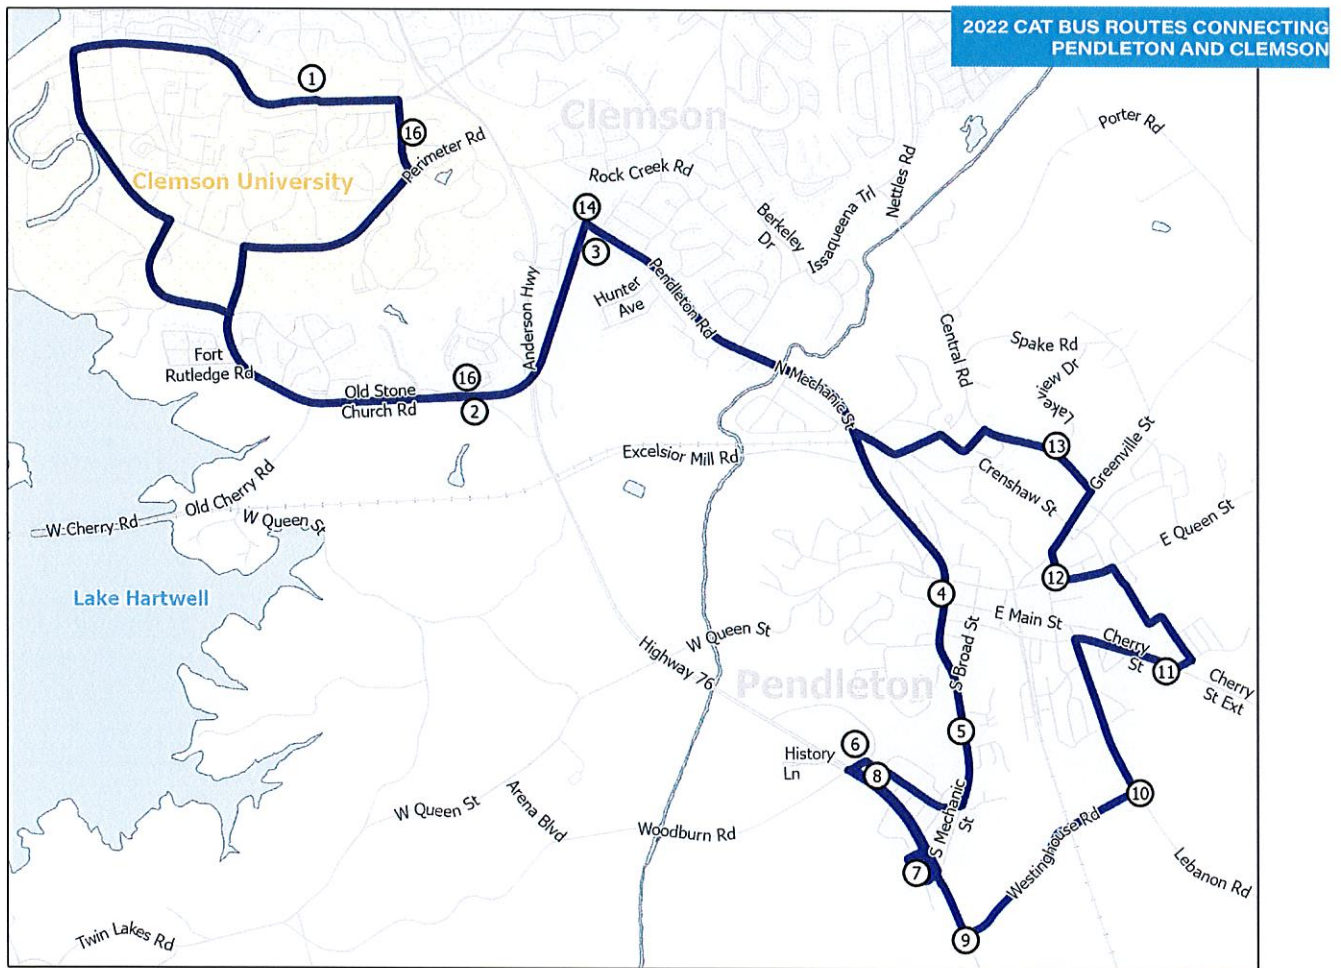 2022 CAT BUS ROUTES CONNECTING
PENDLETON AND CLEMSON
1
Clemson
Porter Rd
16
Perimeter Rd
Clemson University
Rock Creek Rd
Nettles Rd
14
3
Berkeley
Dr
Issaqueena Trl
Hunter
Ave
Pendleton Rd
Anderson Hwy
Fort
Rutledge Rd
Old Stone
Church Rd
16
2
N Mechanic St
Central Rd
Spake Rd
Lakeview Dr
13
Greenville St
Crenshaw St
Excelsior Mill Rd
Old Cherry Rd
W Cherry Rd
W Queen St
E Queen St
12
Lake Hartwell
4
E Main St
Cherry
St
11
Cherry
St Ext
W Queen St
Highway 76
Pendleton
S Broad St
5
6
History
Ln
8
10
S Mechanic
St
W Queen St
Arena Blvd
Woodburn Rd
7
Westinghouse Rd
Lebanon Rd
9
Twin Lakes Rd